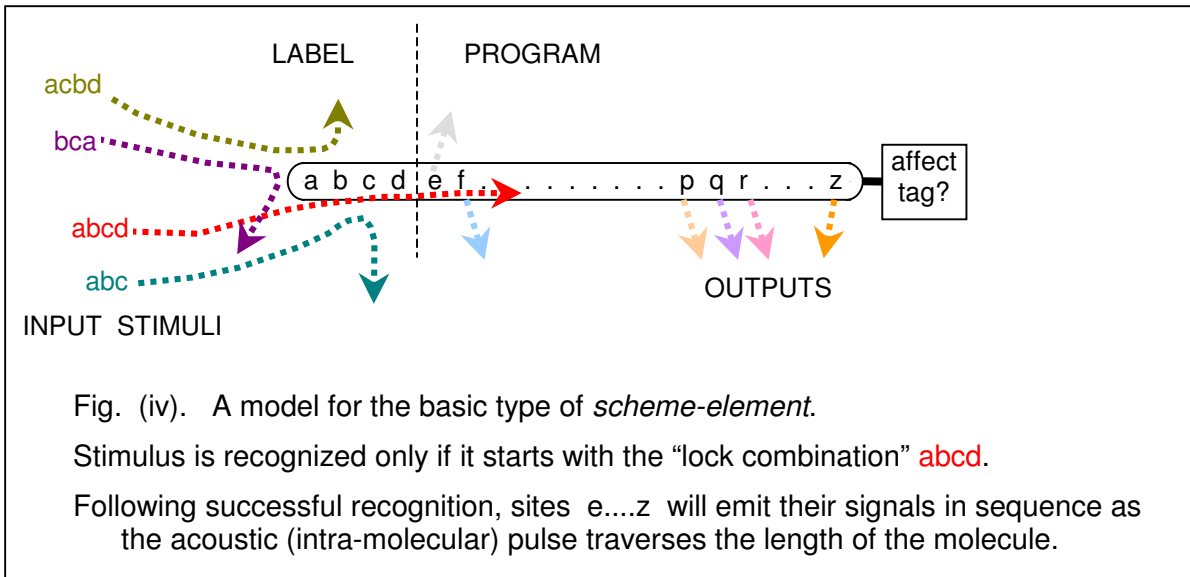 LABEL PROGRAM
acbd
bca
a b c d e f . . . . . . . . . . . p q r . . . z
affect
tag?
abcd
abc
OUTPUTS
INPUT STIMULI
Fig. (iv). A model for the basic type of scheme-element.
Stimulus is recognized only if it starts with the “lock combination” abcd.
Following successful recognition, sites e....z will emit their signals in sequence as
the acoustic (intra-molecular) pulse traverses the length of the molecule.